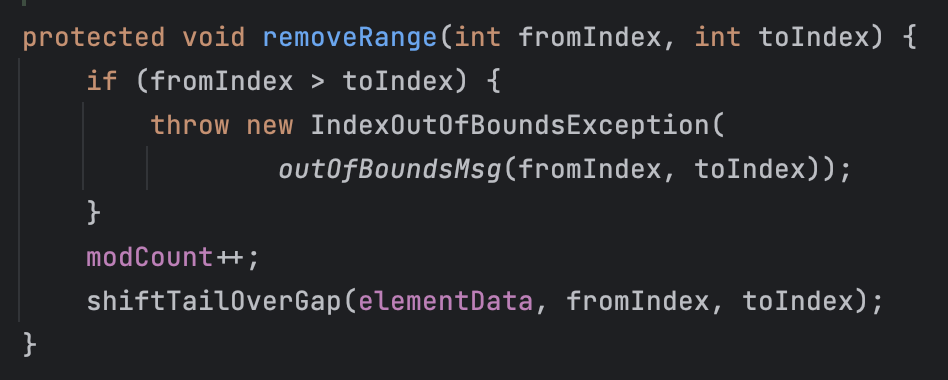 protected void removeRange(int fromIndex, int toIndex) {
    if (fromIndex > toIndex) {
        throw new IndexOutOfBoundsException(
                outOfBoundsMsg(fromIndex, toIndex));
    }
    modCount++;
    shiftTailOverGap(elementData, fromIndex, toIndex);
}